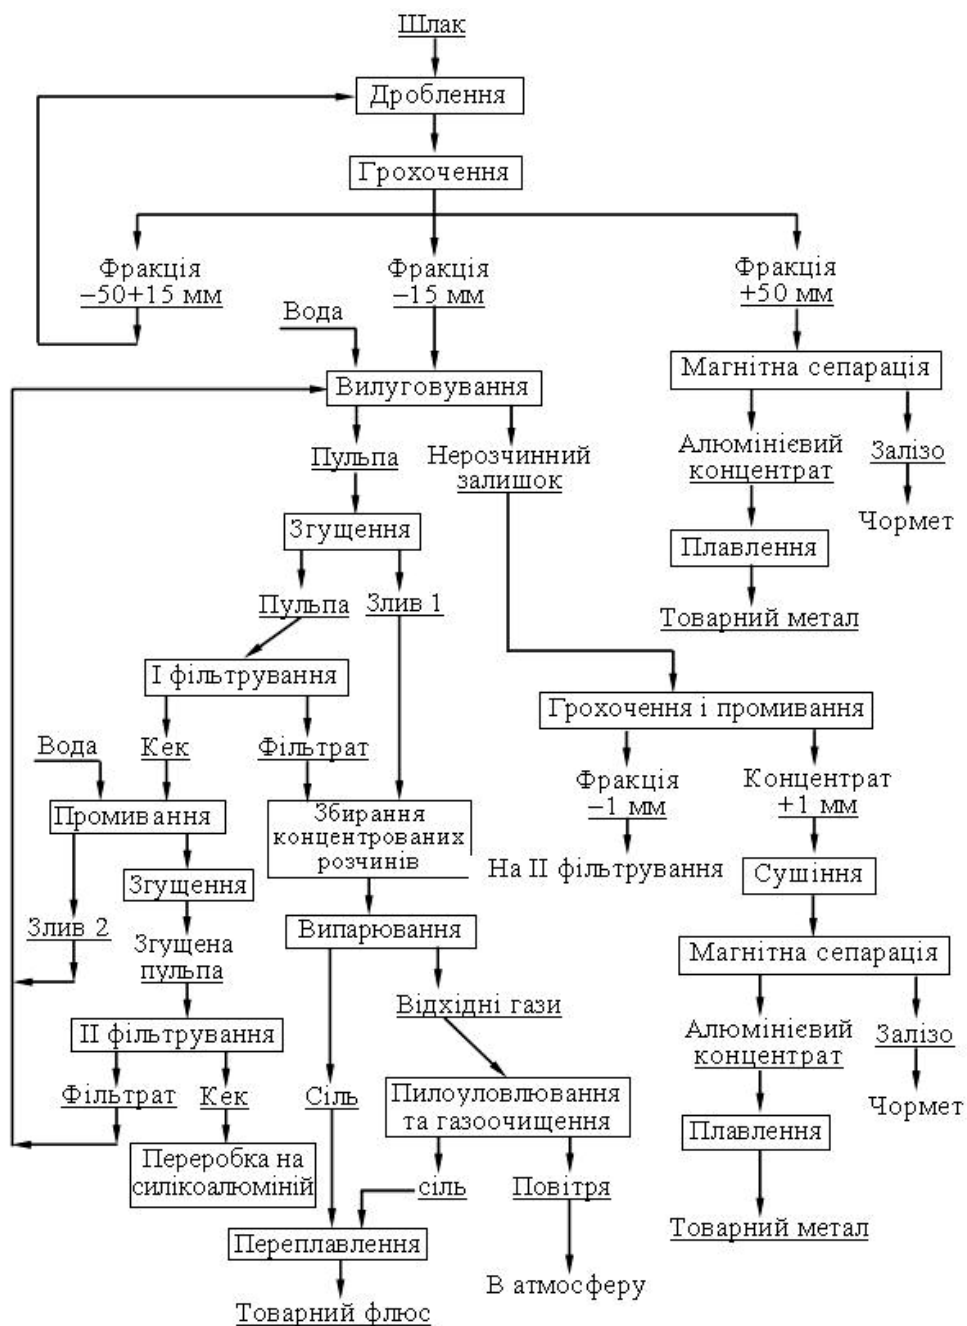 Шлак
Дроблення
Грохочення
Фракція
–50+15 мм
Фракція
–15 мм
Фракція
+50 мм
Вода
Вилуговування
Магнітна сепарація
Пульпа
Нерозчинний
залишок
Алюмінієвий
концентрат
Залізо
Чормет
Згущення
Плавлення
Пульпа
Злив 1
Товарний метал
І фільтрування
Грохочення і промивання
Вода
Кек
Фільтрат
Фракція
–1 мм
Концентрат
+1 мм
Промивання
Збирання
концентрованих
розчинів
На ІІ фільтрування
Сушіння
Згущення
Злив 2
Згущена
пульпа
Випарювання
Магнітна сепарація
Відхідні гази
ІІ фільтрування
Алюмінієвий
концентрат
Залізо
Фільтрат
Кек
Сіль
Пилоуловлювання
та газоочищення
Чормет
Плавлення
Переробка на
силікоалюміній
сіль
Повітря
Товарний метал
Переплавлення
В атмосферу
Товарний флюс